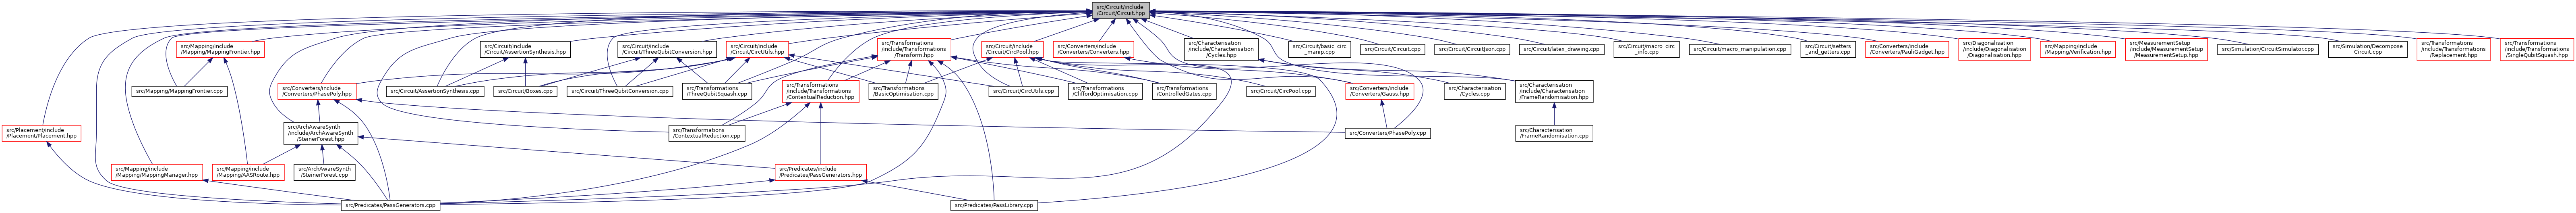 src/Circuit/include
/Circuit/Circuit.hpp
src/Mapping/include
/Mapping/MappingFrontier.hpp
src/Circuit/include
/Circuit/AssertionSynthesis.hpp
src/Circuit/include
/Circuit/ThreeQubitConversion.hpp
src/Circuit/include
/Circuit/CircUtils.hpp
src/Transformations
/include/Transformations
/Transform.hpp
src/Circuit/include
/Circuit/CircPool.hpp
src/Converters/include
/Converters/Converters.hpp
src/Characterisation
/include/Characterisation
/Cycles.hpp
src/Circuit/basic_circ
_manip.cpp
src/Circuit/Circuit.cpp
src/Circuit/CircuitJson.cpp
src/Circuit/latex_drawing.cpp
src/Circuit/macro_circ
_info.cpp
src/Circuit/macro_manipulation.cpp
src/Circuit/setters
_and_getters.cpp
src/Converters/include
/Converters/PauliGadget.hpp
src/Diagonalisation
/include/Diagonalisation
/Diagonalisation.hpp
src/Mapping/include
/Mapping/Verification.hpp
src/MeasurementSetup
/include/MeasurementSetup
/MeasurementSetup.hpp
src/Simulation/CircuitSimulator.cpp
src/Simulation/Decompose
Circuit.cpp
src/Transformations
/include/Transformations
/Replacement.hpp
src/Transformations
/include/Transformations
/SingleQubitSquash.hpp
src/Mapping/MappingFrontier.cpp
src/Converters/include
/Converters/PhasePoly.hpp
src/Circuit/AssertionSynthesis.cpp
src/Circuit/Boxes.cpp
src/Circuit/ThreeQubitConversion.cpp
src/Transformations
/ThreeQubitSquash.cpp
src/Transformations
/include/Transformations
/ContextualReduction.hpp
src/Transformations
/BasicOptimisation.cpp
src/Circuit/CircUtils.cpp
src/Transformations
/CliffordOptimisation.cpp
src/Transformations
/ControlledGates.cpp
src/Circuit/CircPool.cpp
src/Converters/include
/Converters/Gauss.hpp
src/Characterisation
/Cycles.cpp
src/Characterisation
/include/Characterisation
/FrameRandomisation.hpp
src/Placement/include
/Placement/Placement.hpp
src/ArchAwareSynth
/include/ArchAwareSynth
/SteinerForest.hpp
src/Transformations
/ContextualReduction.cpp
src/Converters/PhasePoly.cpp
src/Characterisation
/FrameRandomisation.cpp
src/Mapping/include
/Mapping/MappingManager.hpp
src/Mapping/include
/Mapping/AASRoute.hpp
src/ArchAwareSynth
/SteinerForest.cpp
src/Predicates/include
/Predicates/PassGenerators.hpp
src/Predicates/PassGenerators.cpp
src/Predicates/PassLibrary.cpp